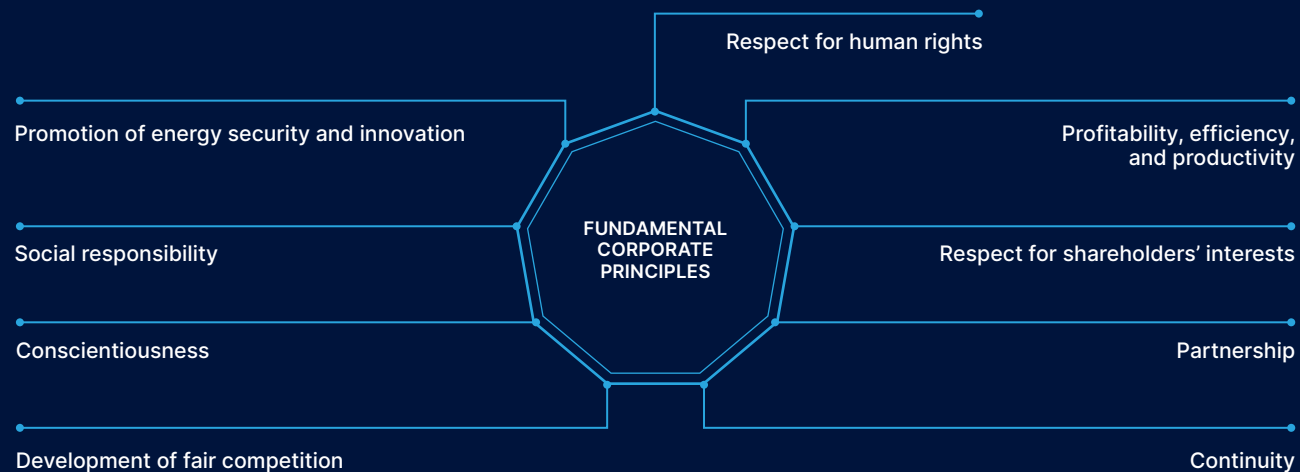 Respect for human rights
Promotion of energy security and innovation
Profitability, efficiency,
and productivity
FUNDAMENTAL
CORPORATE
PRINCIPLES
Social responsibility
Respect for shareholders’ interests
Conscientiousness
Partnership
Development of fair competition
Continuity